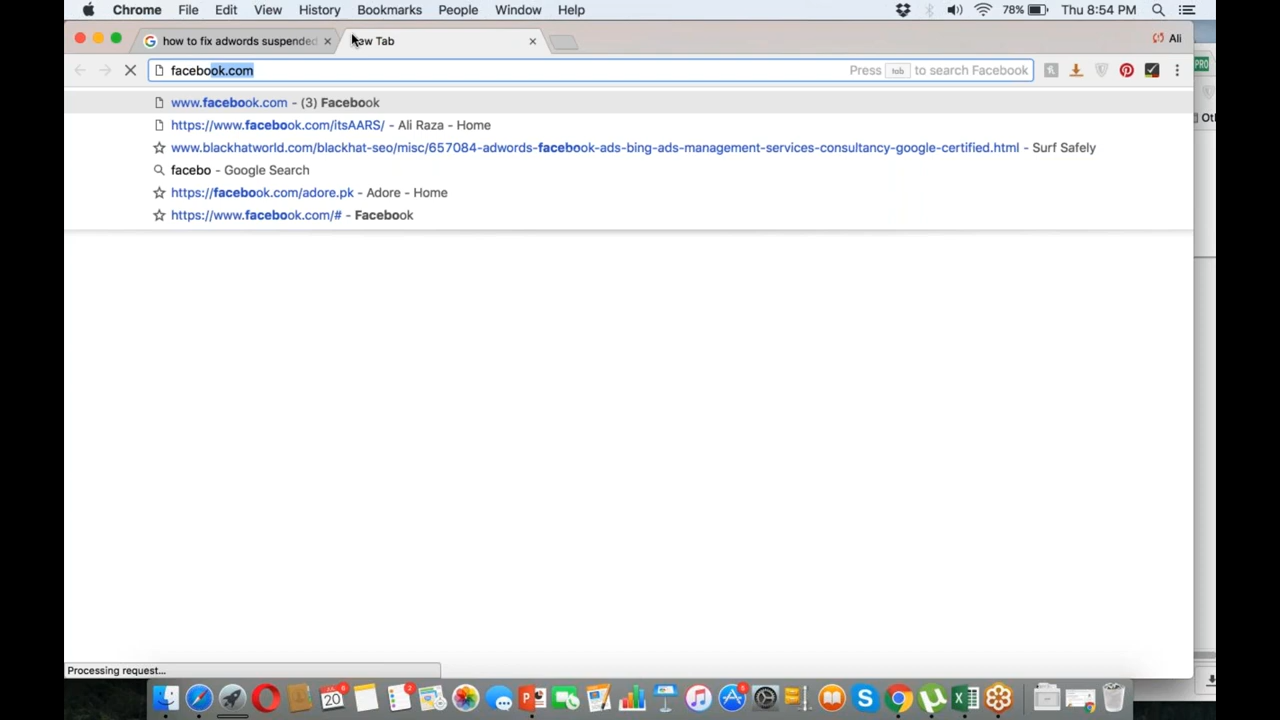 Chrome File Edit View History Bookmarks People Window Help 78% Thu 8:54 PM
how to fix adwords suspended
ew Tab
Ali
facebook.com
Press tab to search Facebook
PRO
www.facebook.com - (3) Facebook
https://www.facebook.com/itsAARS/ - Ali Raza - Home
www.blackhatworld.com/blackhat-seo/misc/657084-adwords-facebook-ads-bing-ads-management-services-consultancy-google-certified.html - Surf Safely
facebo - Google Search
https://facebook.com/adore.pk - Adore - Home
https://www.facebook.com/# - Facebook
Processing request...
20